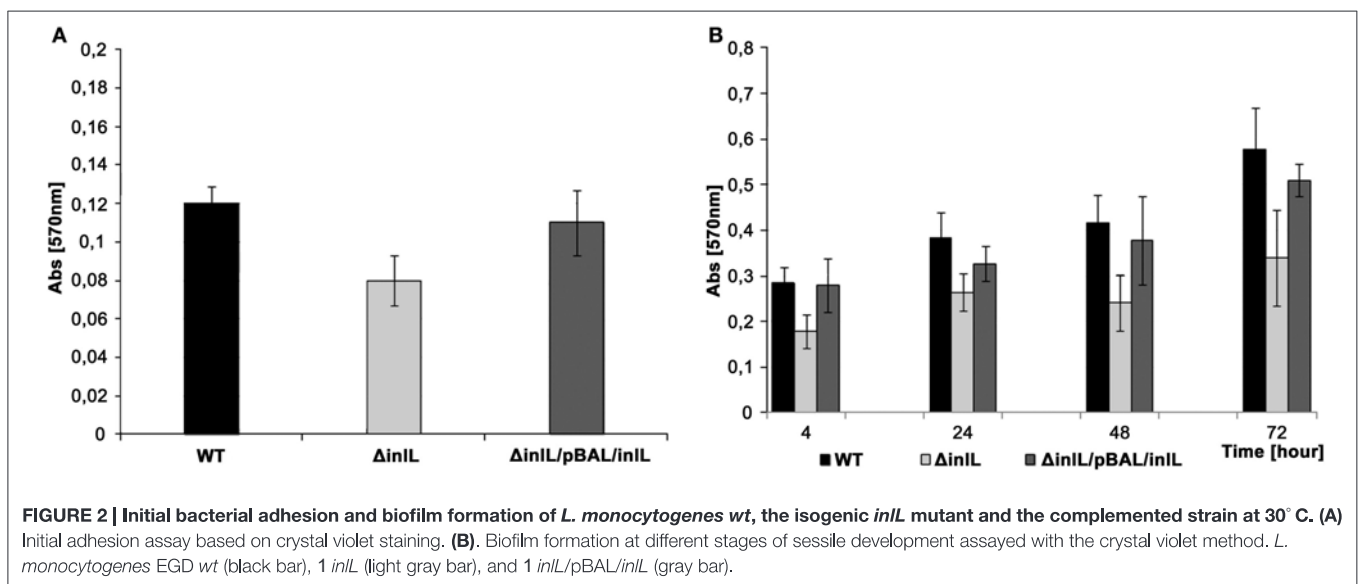 A
0,2
0,18
0,16
0,14
0,12
0,1
0,08
0,06
0,04
0,02
0
Abs [570nm]
WT
ΔinlL
ΔinlL/pBAL/inlL
B
0,8
0,7
0,6
0,5
0,4
0,3
0,2
0,1
0
Abs [570nm]
4
24
48
72
Time [hour]
WT
ΔinlL
ΔinlL/pBAL/inlL
FIGURE 2 | Initial bacterial adhesion and biofilm formation of L. monocytogenes wt, the isogenic inlL mutant and the complemented strain at 30° C. (A)
Initial adhesion assay based on crystal violet staining. (B). Biofilm formation at different stages of sessile development assayed with the crystal violet method. L.
monocytogenes EGD wt (black bar), 1 inlL (light gray bar), and 1 inlL/pBAL/inlL (gray bar).